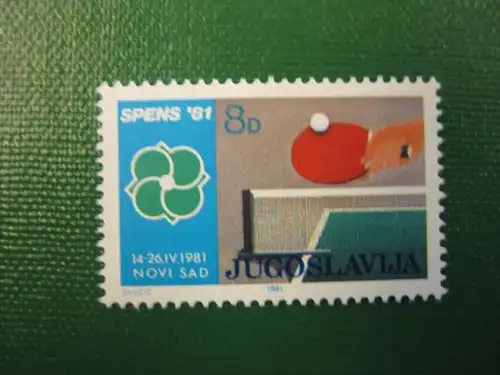 SPENS '81
8D
14-26.IV.1981
NOVI SAD
JUGOSLAVIJA
1981